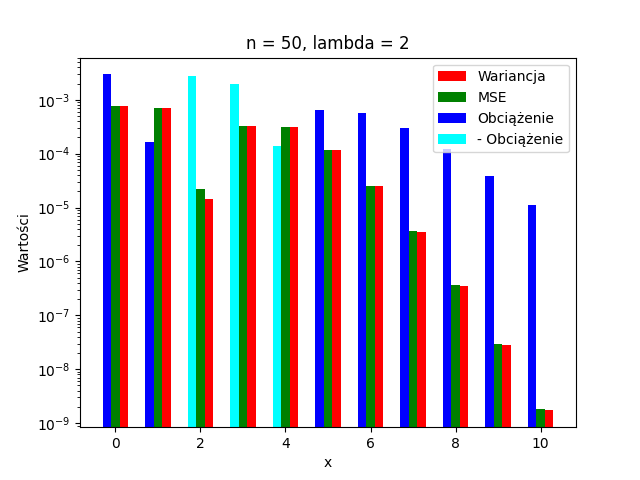 n = 50, lambda = 2
Wariancja
MSE
Obciążenie
- Obciążenie
Wartości
10⁻³
10⁻⁴
10⁻⁵
10⁻⁶
10⁻⁷
10⁻⁸
10⁻⁹
0 2 4 6 8 10
x